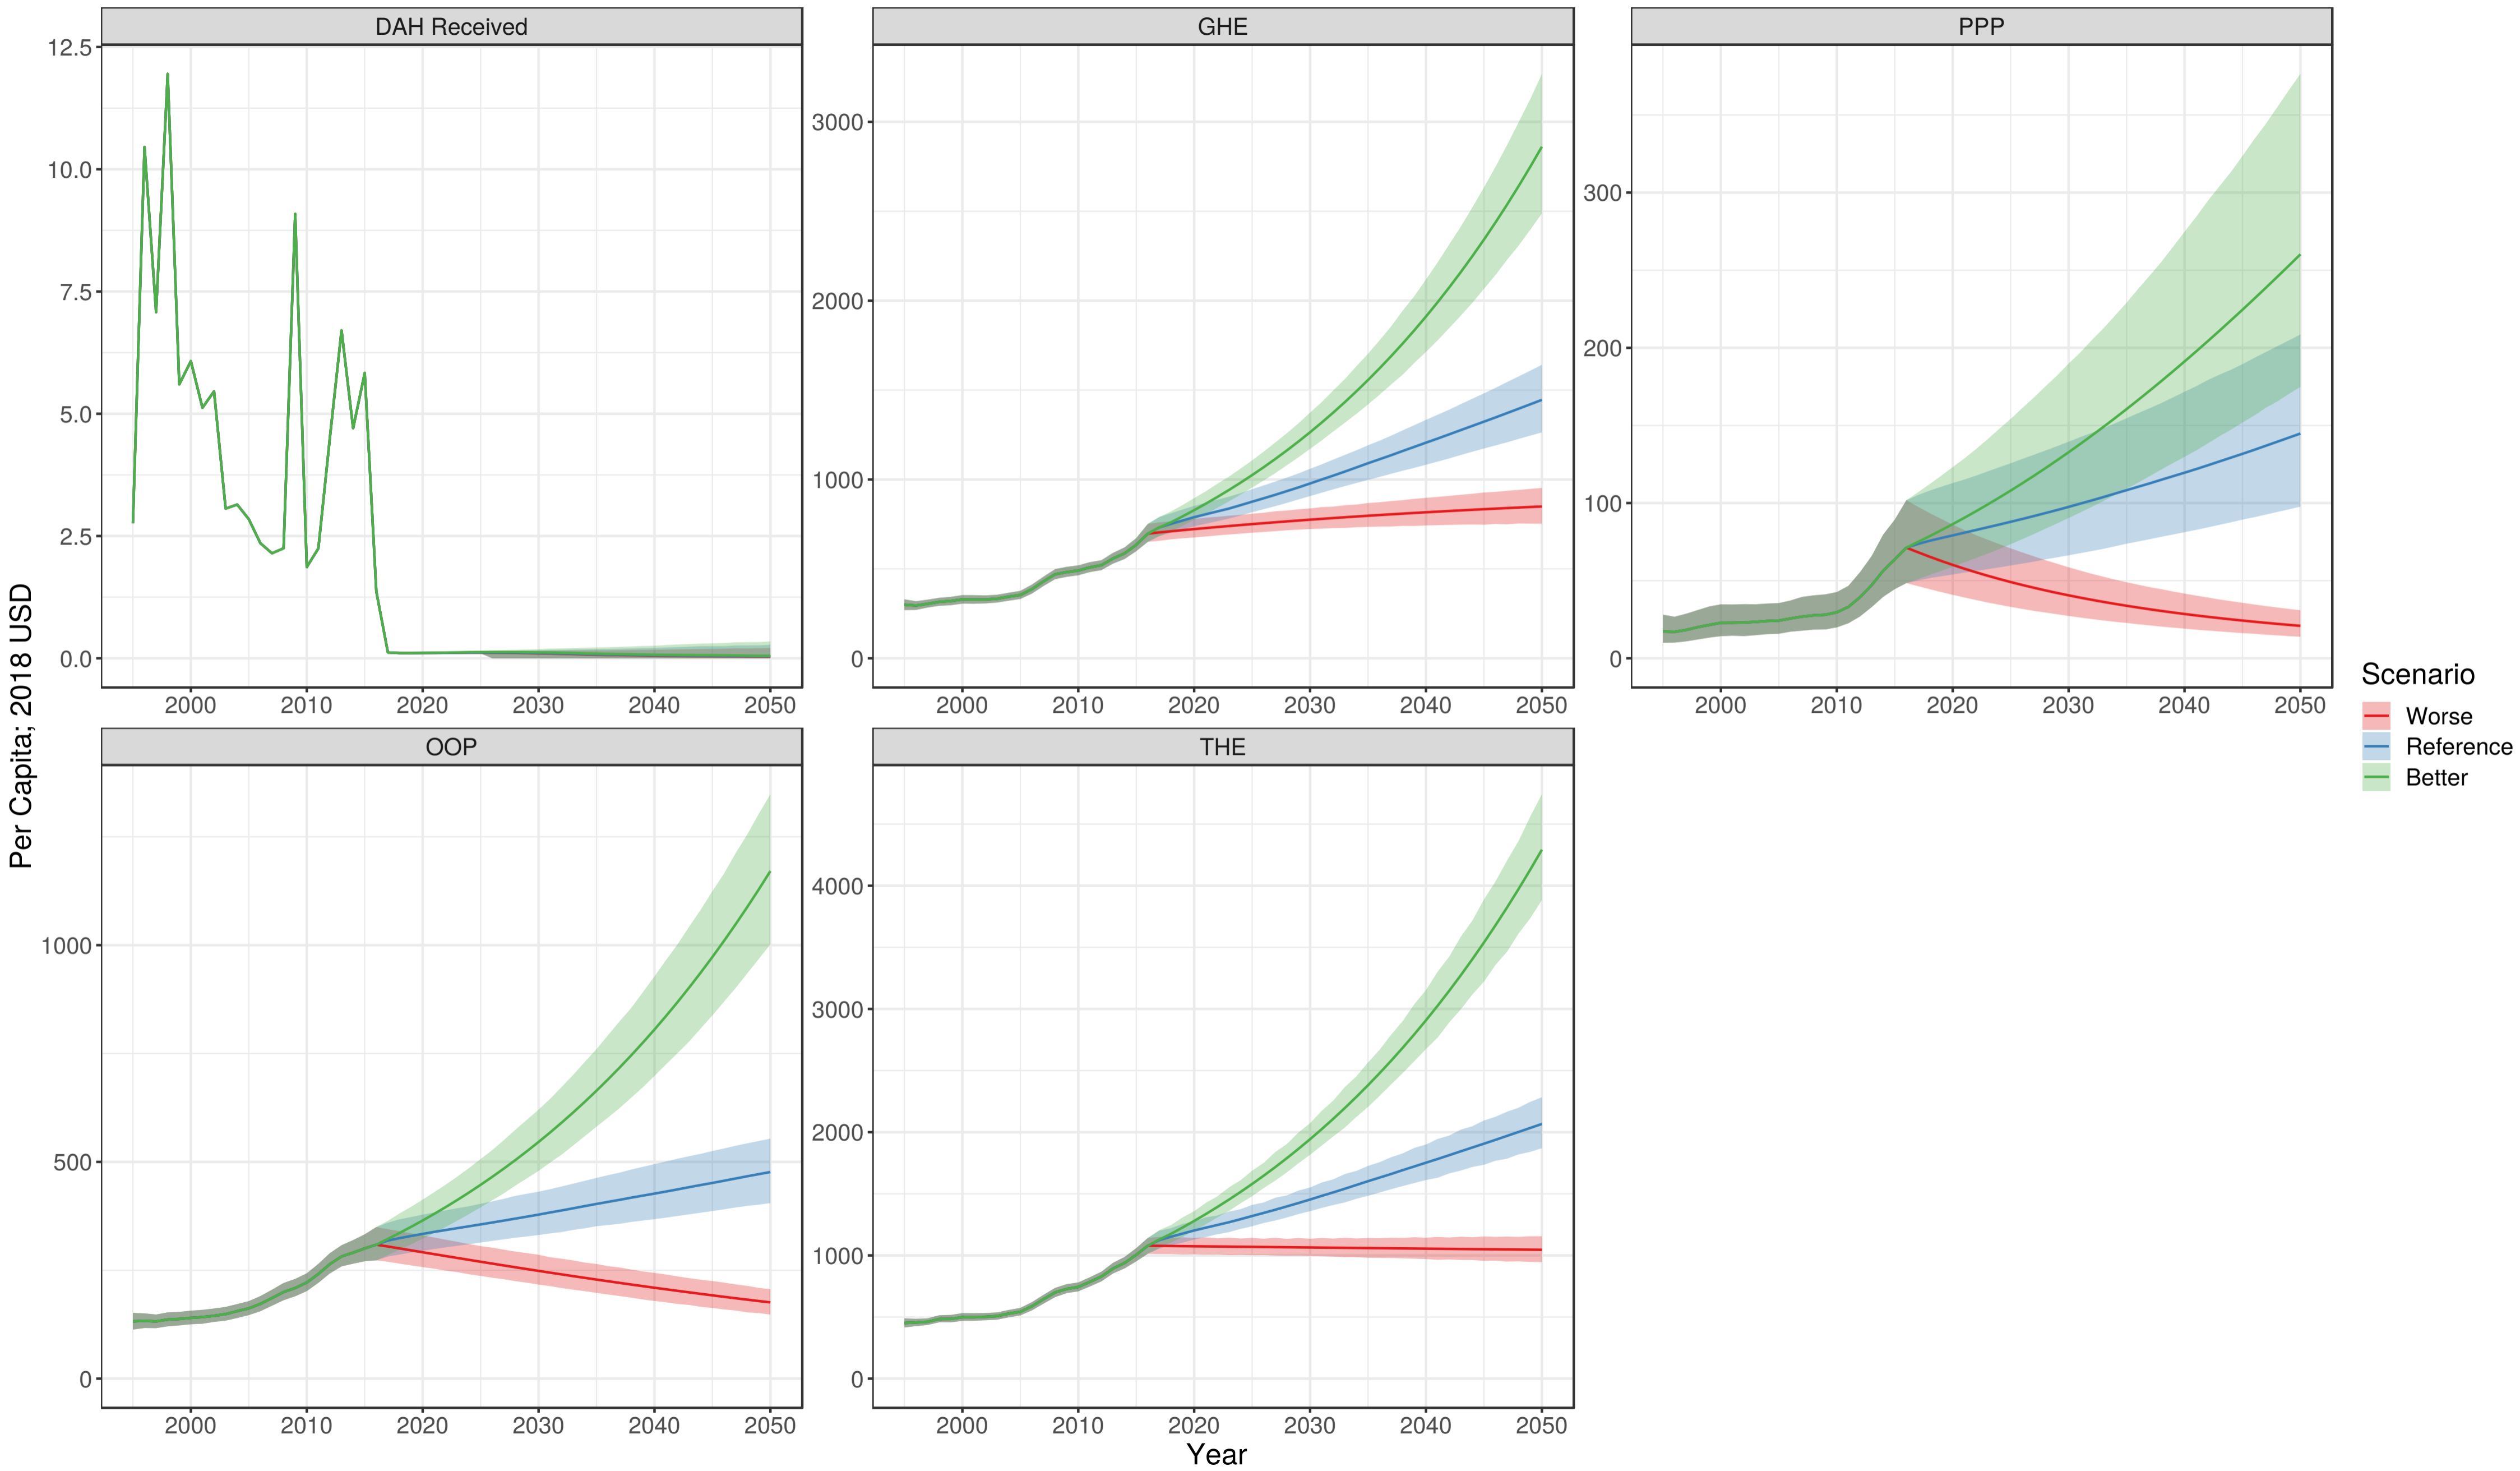 DAH Received
GHE
PPP
12.5
10.0
7.5
5.0
2.5
0.0
3000
2000
1000
0
300
200
100
0
2000 2010 2020 2030 2040 2050
2000 2010 2020 2030 2040 2050
2000 2010 2020 2030 2040 2050
Per Capita; 2018 USD
OOP
THE
1000
500
0
4000
3000
2000
1000
0
2000 2010 2020 2030 2040 2050
2000 2010 2020 2030 2040 2050
Year
Scenario
Worse
Reference
Better